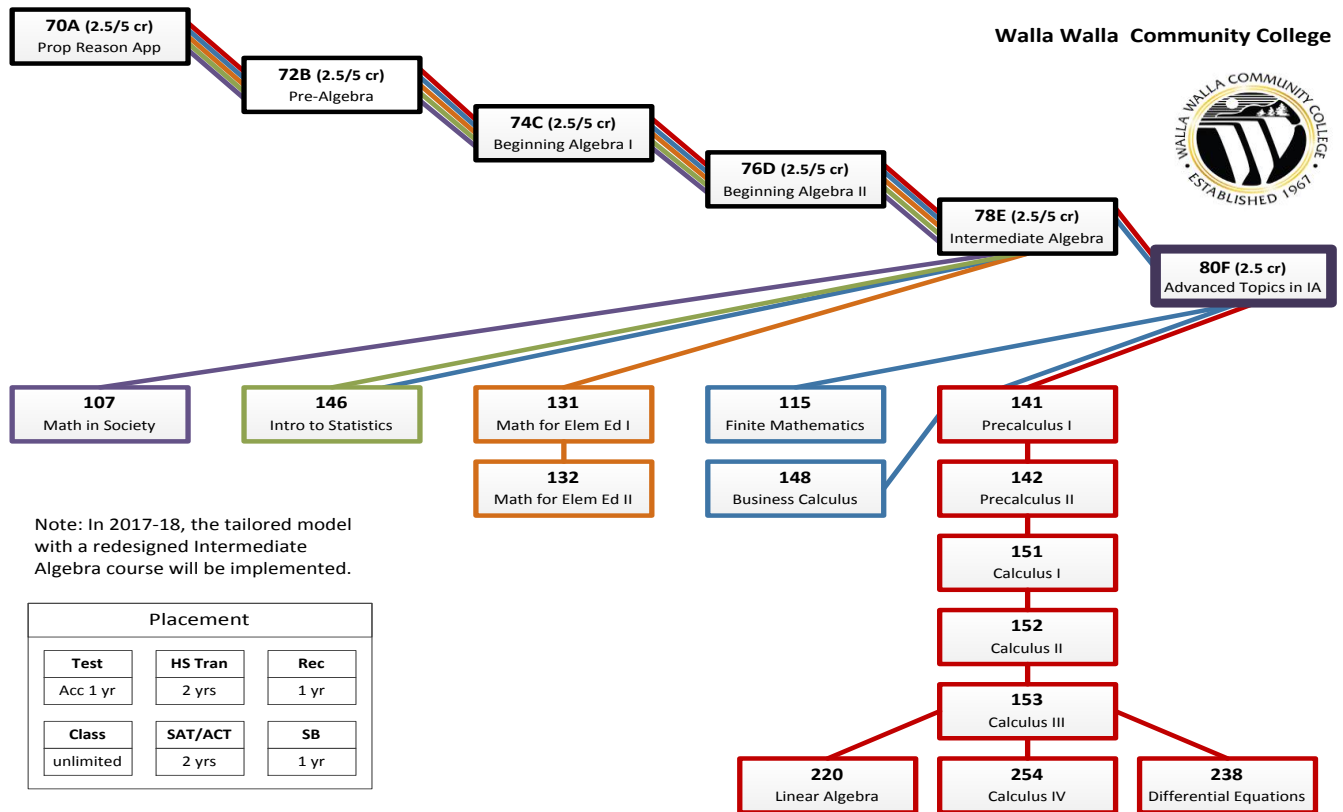 70A (2.5/5 cr)
Prop Reason App
Walla Walla Community College
72B (2.5/5 cr)
Pre-Algebra
WALLA WALLA COMMUNITY COLLEGE
• ESTABLISHED 1967 •
74C (2.5/5 cr)
Beginning Algebra I
76D (2.5/5 cr)
Beginning Algebra II
78E (2.5/5 cr)
Intermediate Algebra
80F (2.5 cr)
Advanced Topics in IA
107
Math in Society
146
Intro to Statistics
131
Math for Elem Ed I
115
Finite Mathematics
141
Precalculus I
132
Math for Elem Ed II
148
Business Calculus
142
Precalculus II
Note: In 2017-18, the tailored model
with a redesigned Intermediate
Algebra course will be implemented.
151
Calculus I
152
Calculus II
153
Calculus III
220
Linear Algebra
254
Calculus IV
238
Differential Equations
Placement
Test
Acc 1 yr
HS Tran
2 yrs
Rec
1 yr
Class
unlimited
SAT/ACT
2 yrs
SB
1 yr